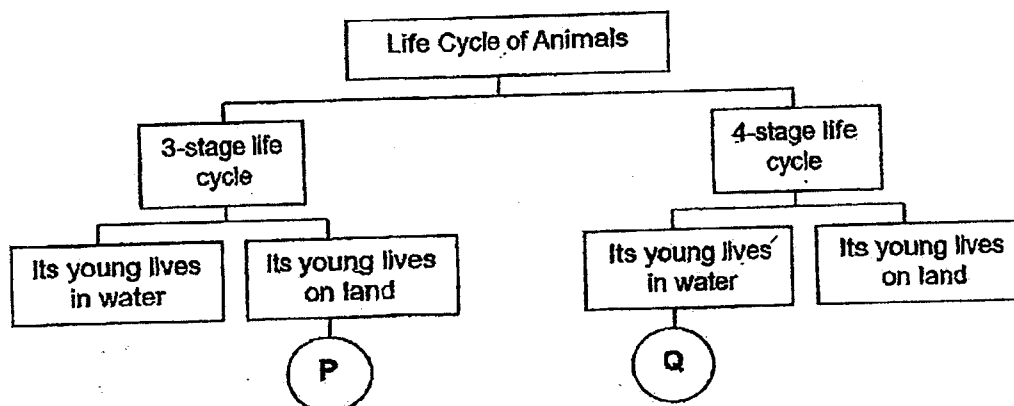 Life Cycle of Animals
3-stage life
cycle
4-stage life
cycle
Its young lives
in water
Its young lives
on land
Its young lives
in water
Its young lives
on land
P
Q